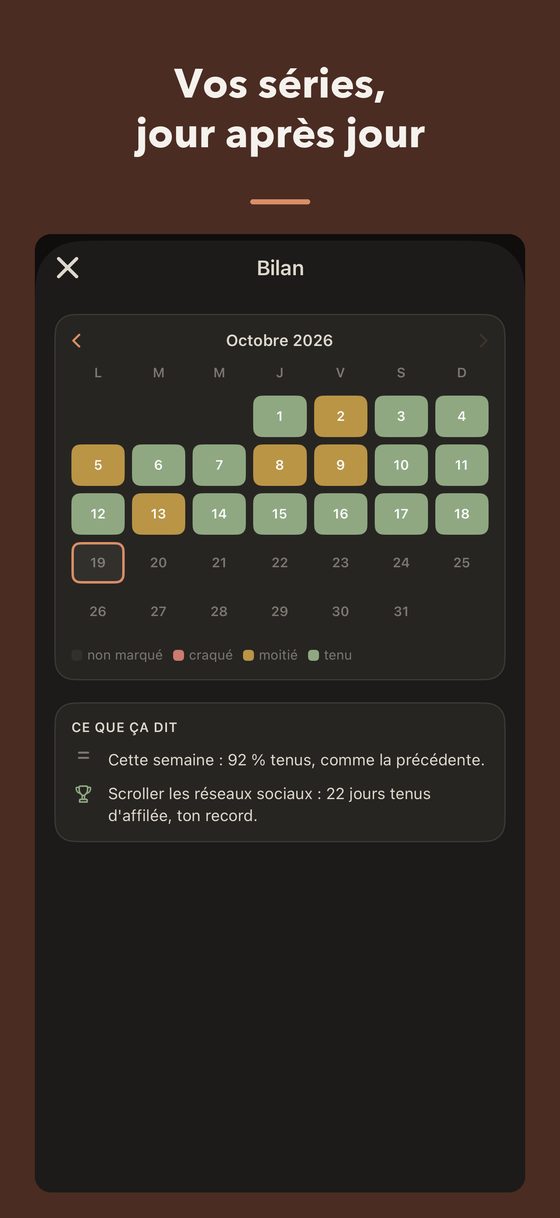 Vos séries,
jour après jour
Bilan
Octobre 2026
L M M J V S D
1 2 3 4
5 6 7 8 9 10 11
12 13 14 15 16 17 18
19 20 21 22 23 24 25
26 27 28 29 30 31
non marqué craqué moitié tenu
CE QUE ÇA DIT
Cette semaine : 92 % tenus, comme la précédente.
Scroller les réseaux sociaux : 22 jours tenus
d'affilée, ton record.